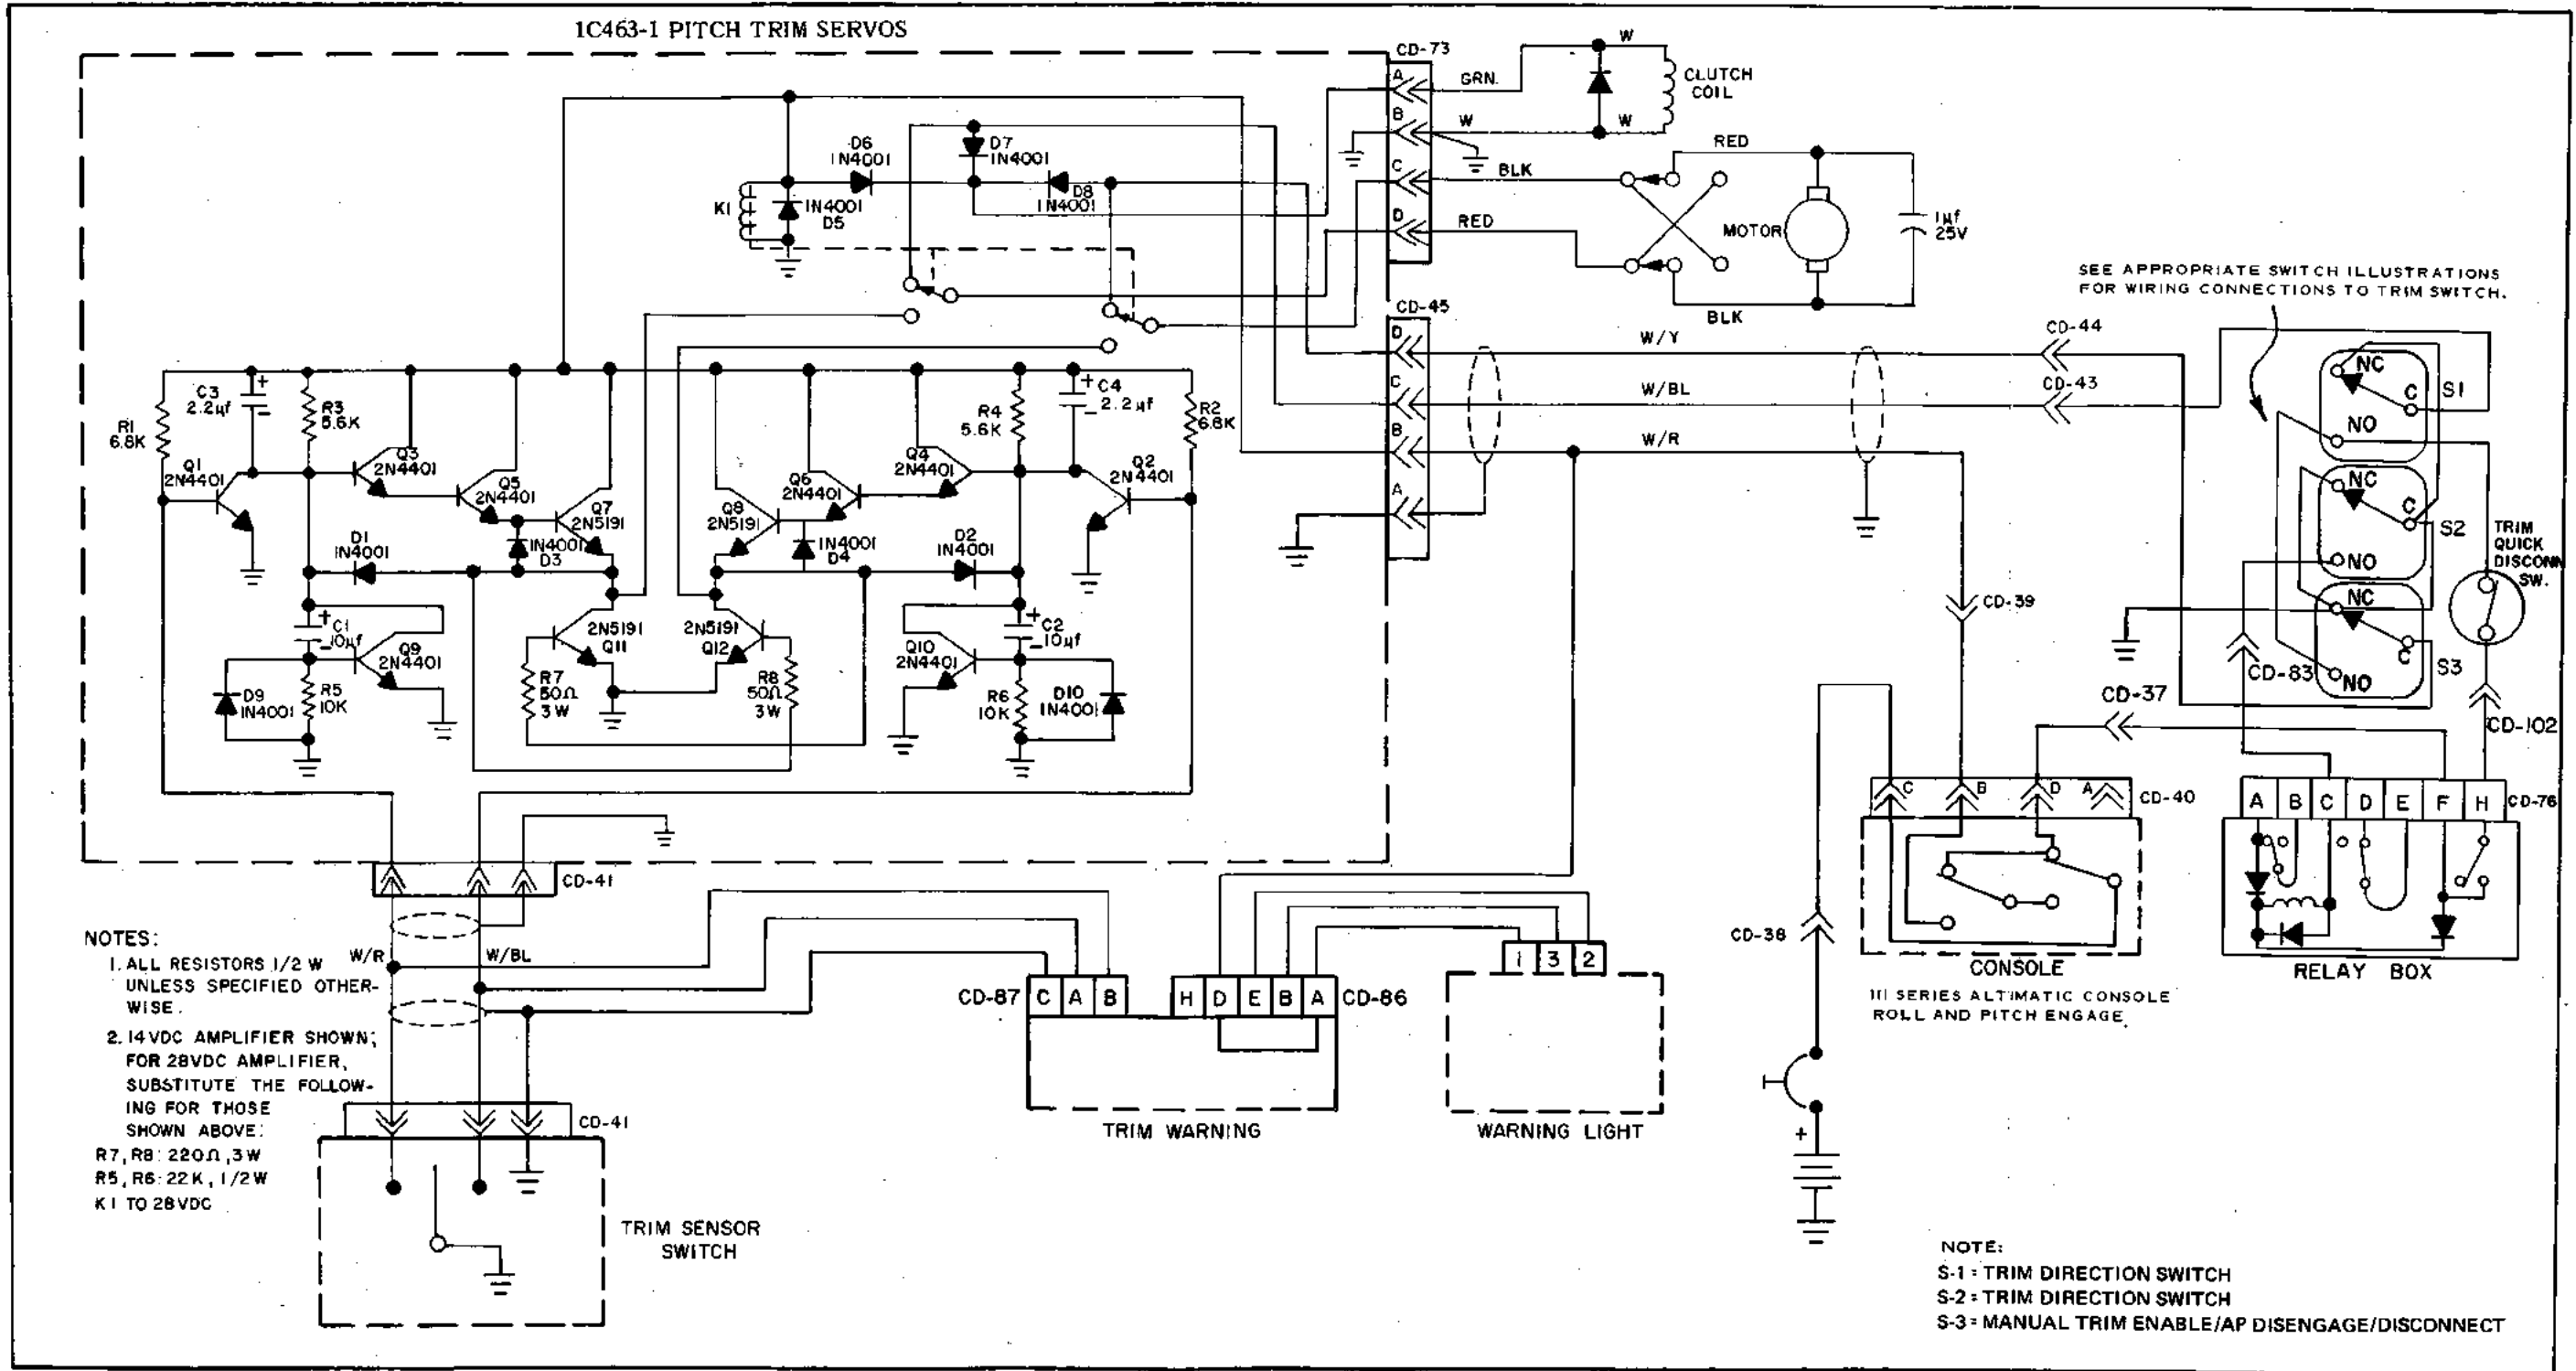 1C463-1 PITCH TRIM SERVOS
CD-73
A
GRN.
W
CLUTCH
COIL
B
W
W
C
BLK
RED
D
RED
MOTOR
1µf
25V
BLK
D6
1N4001
D7
1N4001
D8
1N4001
K1
1N4001
D5
SEE APPROPRIATE SWITCH ILLUSTRATIONS
FOR WIRING CONNECTIONS TO TRIM SWITCH.
CD-45
D
W/Y
CD-44
C
W/BL
CD-43
B
W/R
A
NC
C
S1
NO
NC
C
S2
NO
NC
C
S3
NO
TRIM
QUICK
DISCONN
SW.
R1
6.8K
C3
2.2µf
+
-
R3
5.6K
Q1
2N4401
Q3
2N4401
Q5
2N4401
Q7
2N5191
D1
1N4001
1N4001
D3
Q8
2N5191
Q6
2N4401
Q4
2N4401
R4
5.6K
+
-
C4
2.2µf
R2
6.8K
Q2
2N4401
1N4001
D4
D2
1N4001
+
C1
10µf
-
Q9
2N4401
D9
1N4001
R5
10K
2N5191
Q11
2N5191
Q12
R7
50Ω
3W
R8
50Ω
3W
Q10
2N4401
+
C2
10µf
-
R6
10K
D10
1N4001
CD-39
CD-83
CD-37
CD-102
C
B
D
A
CD-40
CONSOLE
III SERIES ALTIMATIC CONSOLE
ROLL AND PITCH ENGAGE.
A B C D E F H CD-76
RELAY BOX
CD-38
+
CD-41
W/R
W/BL
NOTES:
1. ALL RESISTORS 1/2 W
UNLESS SPECIFIED OTHER-
WISE.
2. 14VDC AMPLIFIER SHOWN;
FOR 28VDC AMPLIFIER,
SUBSTITUTE THE FOLLOW-
ING FOR THOSE
SHOWN ABOVE:
R7, R8: 220Ω, 3W
R5, R6: 22K, 1/2W
K1 TO 28VDC
CD-41
TRIM SENSOR
SWITCH
CD-87 C A B
H D E B A CD-86
TRIM WARNING
1 3 2
WARNING LIGHT
NOTE:
S-1 = TRIM DIRECTION SWITCH
S-2 = TRIM DIRECTION SWITCH
S-3 = MANUAL TRIM ENABLE/AP DISENGAGE/DISCONNECT